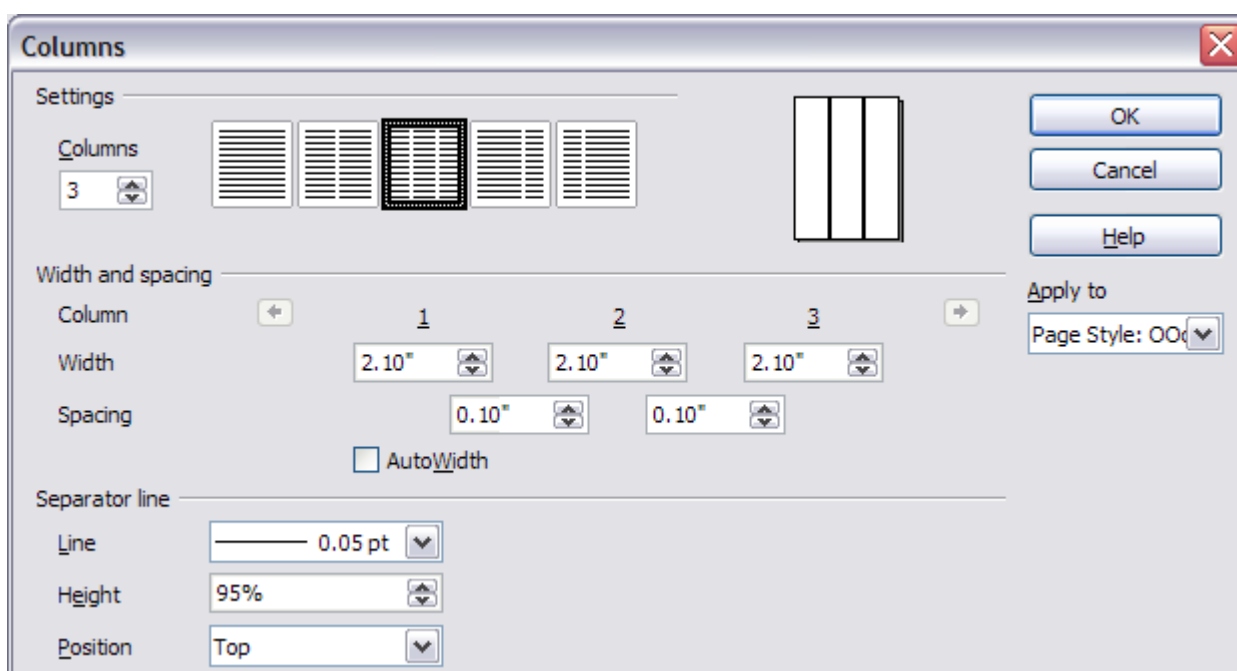 Columns
Settings
Columns
3
OK
Cancel
Help
Width and spacing
Apply to
Page Style: OO
Column 1 2 3
Width 2.10" 2.10" 2.10"
Spacing 0.10" 0.10"
AutoWidth
Separator line
Line 0.05 pt
Height 95%
Position Top